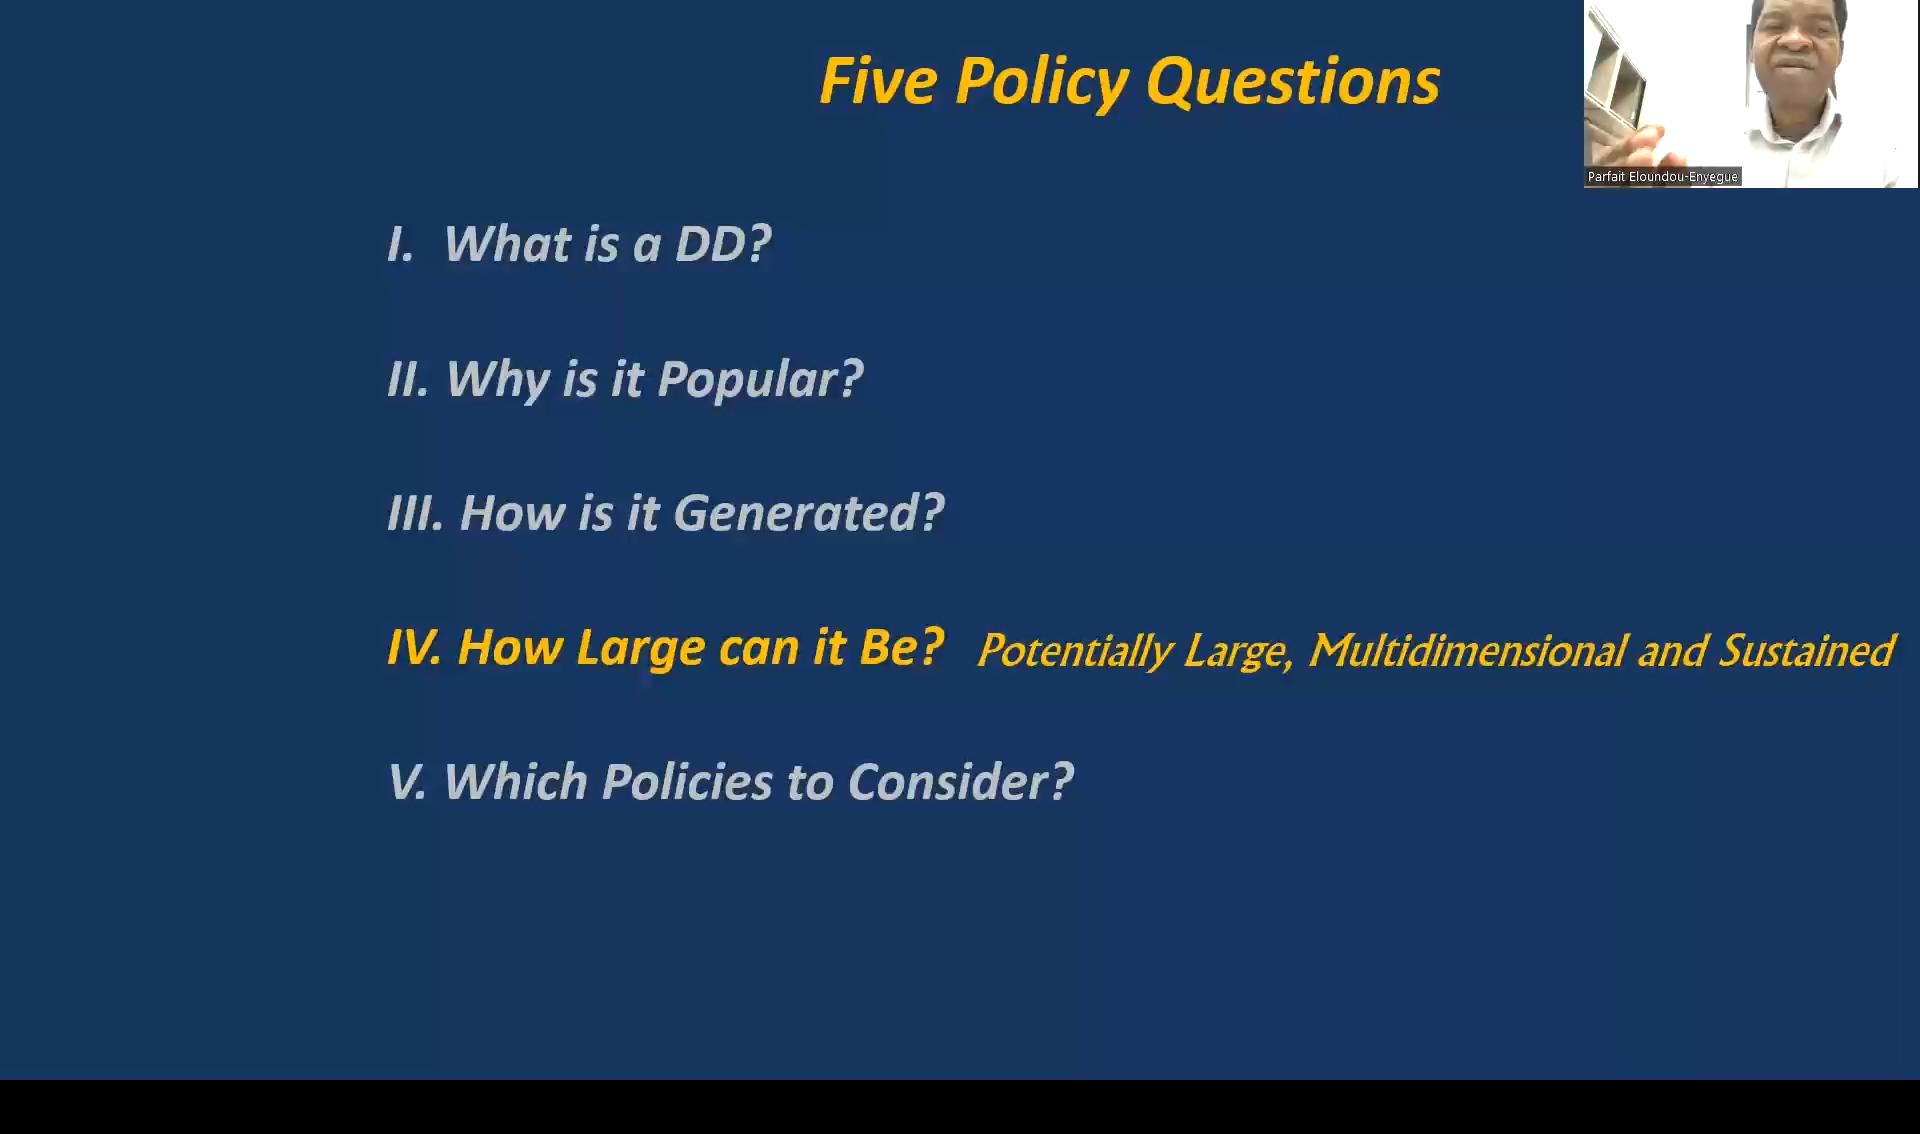 Five Policy Questions
Parfait Eloundou-Enyegue
I. What is a DD?
II. Why is it Popular?
III. How is it Generated?
IV. How Large can it Be? Potentially Large, Multidimensional and Sustained
V. Which Policies to Consider?